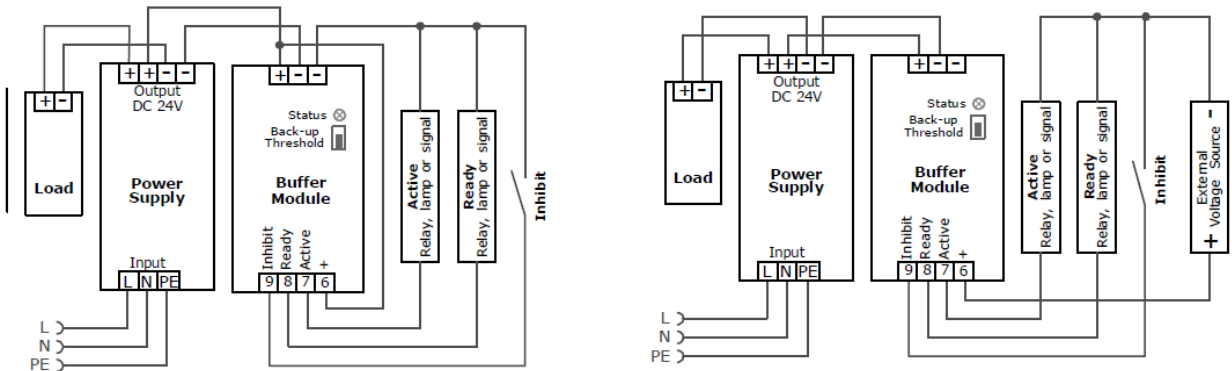 + + - -
Output
DC 24V
+ -
Load
Power
Supply
Input
L N PE
L
N
PE
+ - -
Status
Back-up
Threshold
Buffer
Module
Inhibit
Ready
Active
+
9 8 7 6
Active
Relay, lamp or signal
Ready
Relay, lamp or signal
Inhibit
+ + - -
Output
DC 24V
+ -
Load
Power
Supply
Input
L N PE
L
N
PE
+ - -
Status
Back-up
Threshold
Buffer
Module
Inhibit
Ready
Active
+
9 8 7 6
Active
Relay, lamp or signal
Ready
Relay, lamp or signal
Inhibit
-
External
Voltage Source
+